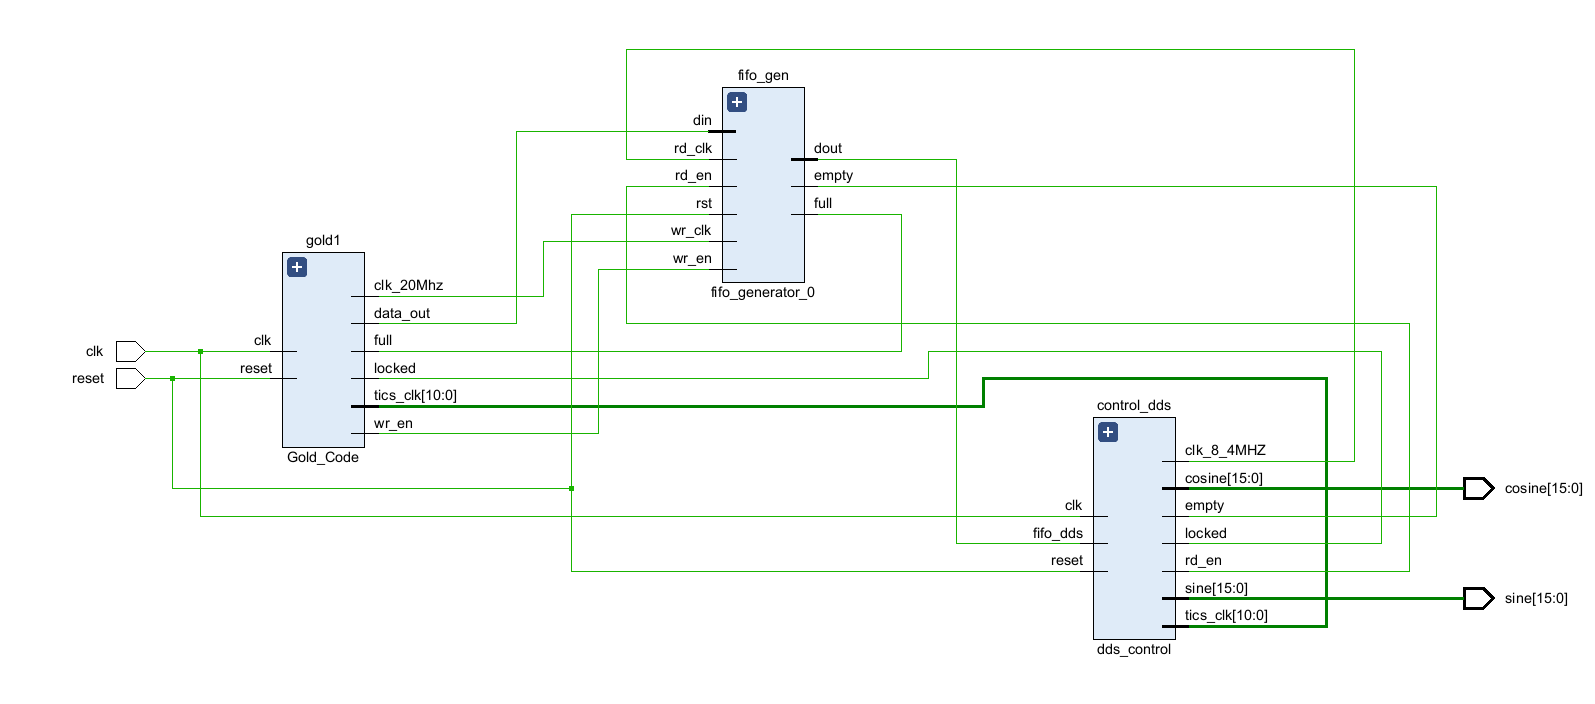 fifo_gen
din
rd_clk
dout
rd_en
empty
rst
full
wr_clk
wr_en
fifo_generator_0
gold1
clk_20Mhz
data_out
clk
full
reset
locked
tics_clk[10:0]
wr_en
Gold_Code
clk
reset
control_dds
clk_8_4MHZ
cosine[15:0]
clk
empty
fifo_dds
locked
reset
rd_en
sine[15:0]
tics_clk[10:0]
dds_control
cosine[15:0]
sine[15:0]